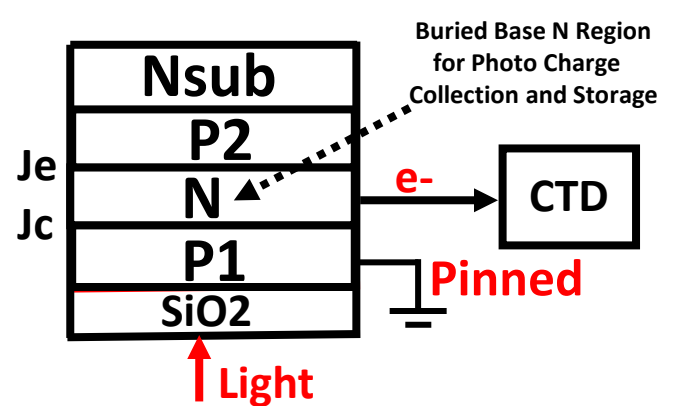 Buried Base N Region
for Photo Charge
Collection and Storage
Nsub
P2
Je
N
e-
CTD
Jc
P1
Pinned
SiO2
Light